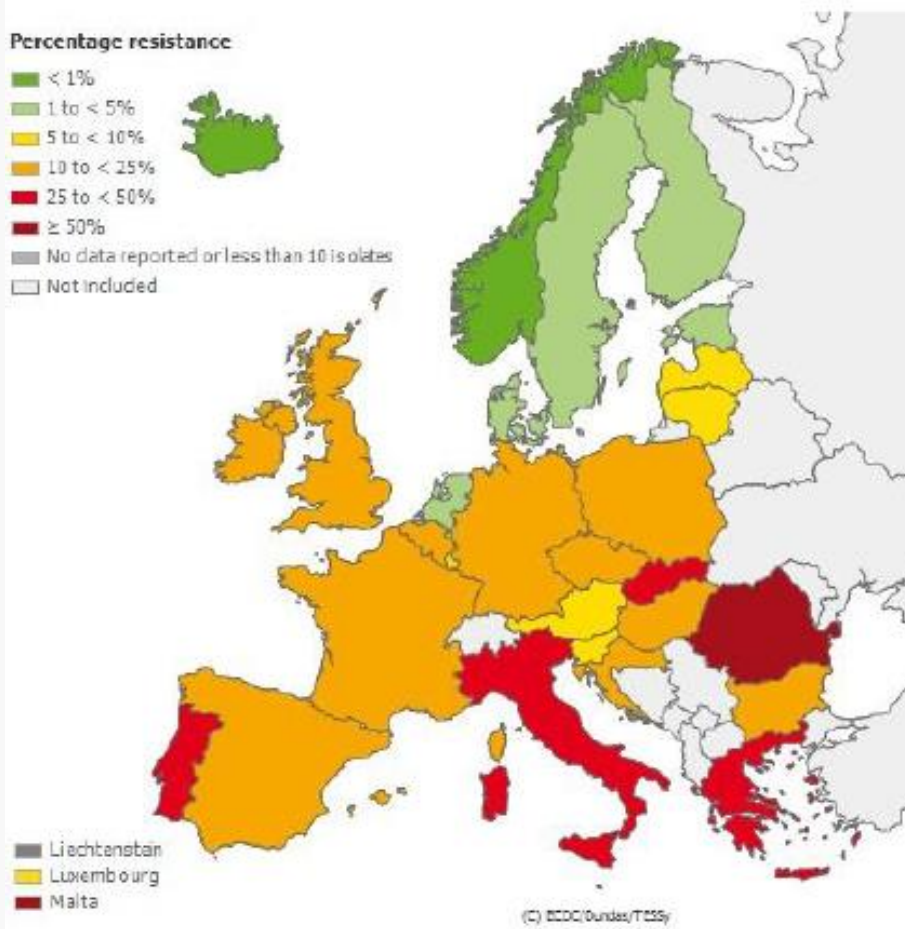 Percentage resistance
< 1%
1 to < 5%
5 to < 10%
10 to < 25%
25 to < 50%
≥ 50%
No data reported or less than 10 isolates
Not included
Liechtenstein
Luxembourg
Malta
(C) ECDC/Dundas/TESSy